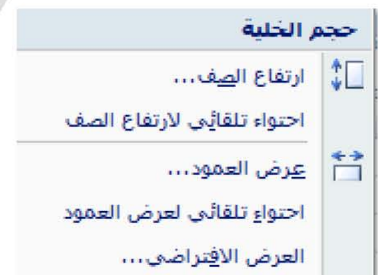 حجم الخلية
ارتفاع الصف...
احتواء تلقائي لارتفاع الصف
عرض العمود...
احتواء تلقائي لعرض العمود
العرض الافتراضي...